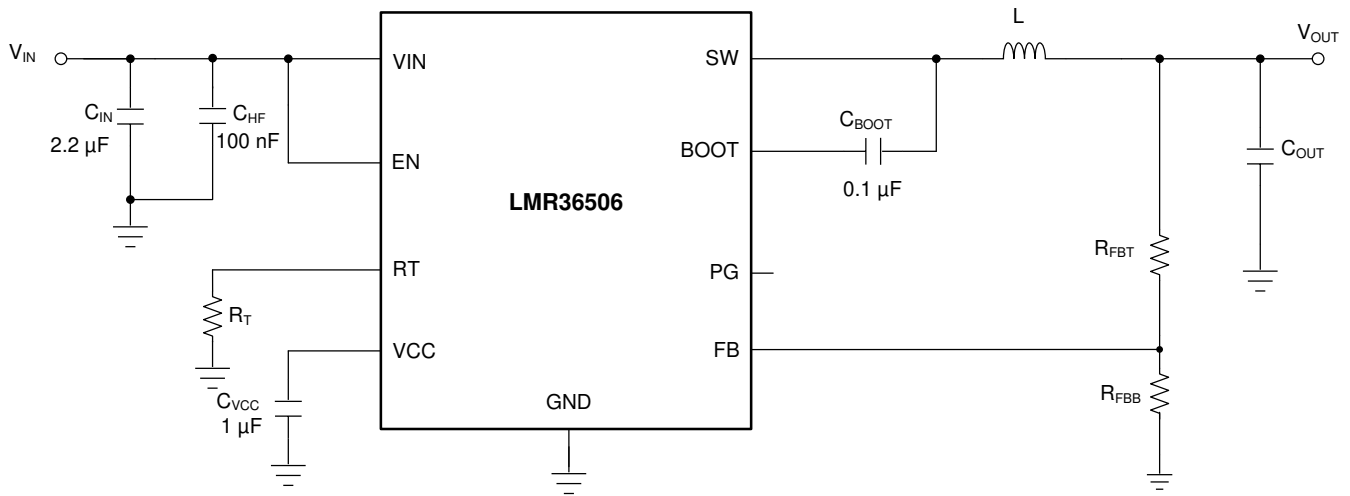 L
V_IN
V_OUT
VIN
SW
C_IN
2.2 µF
C_HF
100 nF
C_BOOT
0.1 µF
EN
BOOT
C_OUT
LMR36506
R_FBT
RT
PG
R_T
VCC
FB
C_VCC
1 µF
GND
R_FBB